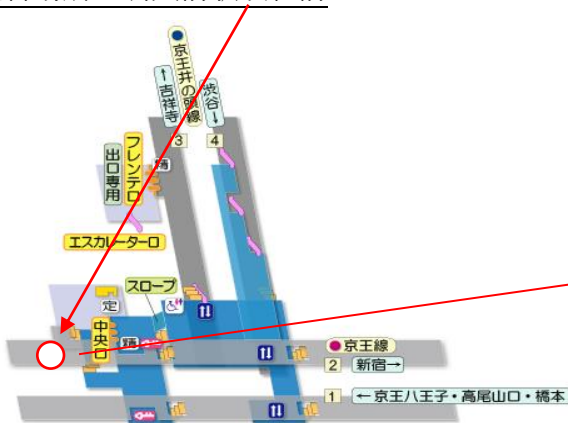 京王井の頭線
↑吉祥寺
渋谷↓
3
4
フレンテ口
出口専用
精
エスカレーター口
スロープ
定
中央口
精
京王線
2
新宿→
1
←京王八王子・高尾山口・橋本